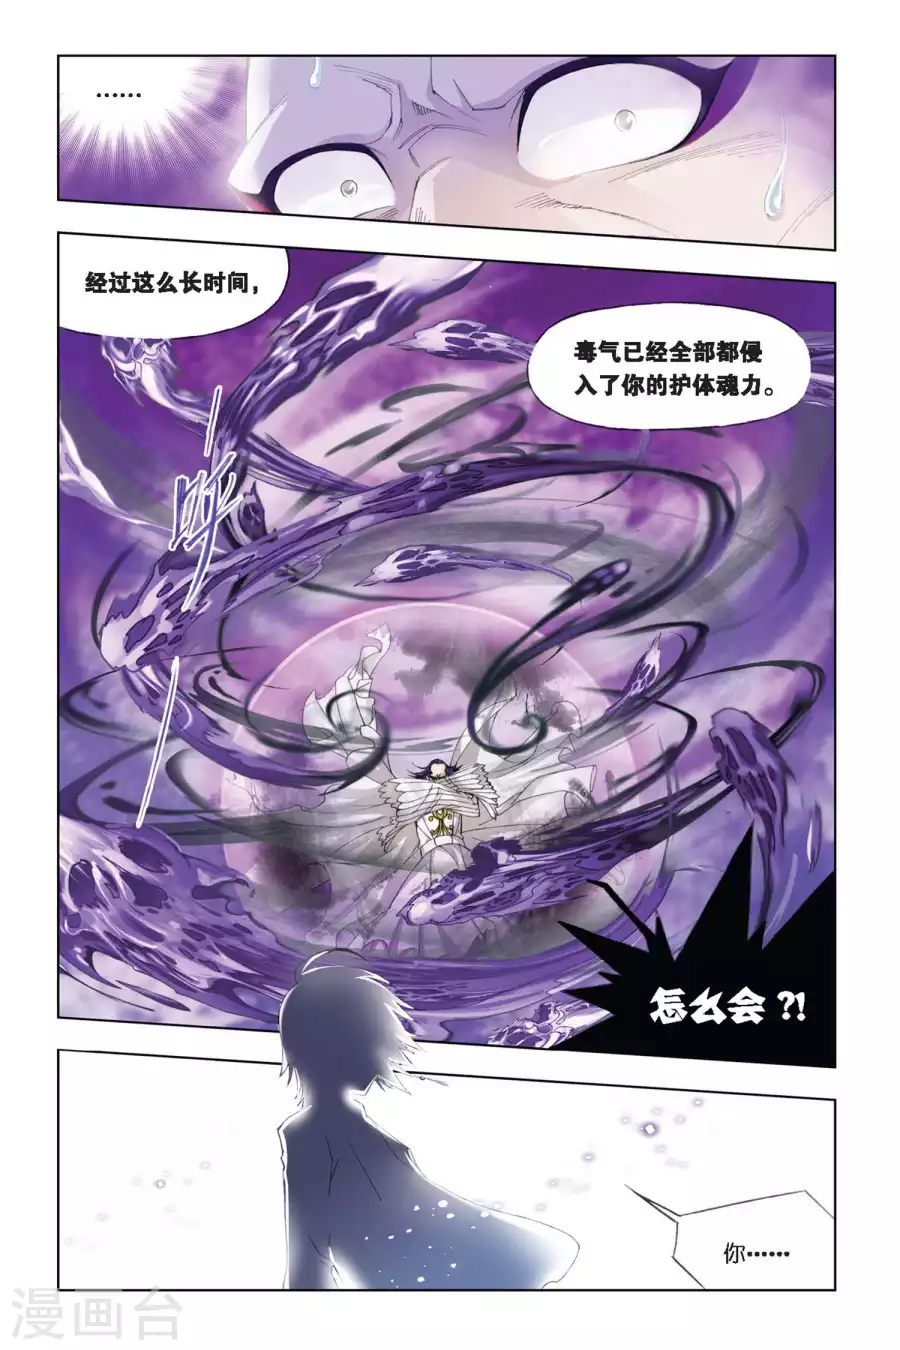 ……
经过这么长时间，
毒气已经全部都侵
入了你的护体魂力。
呼
怎么会？！
你……
漫画台